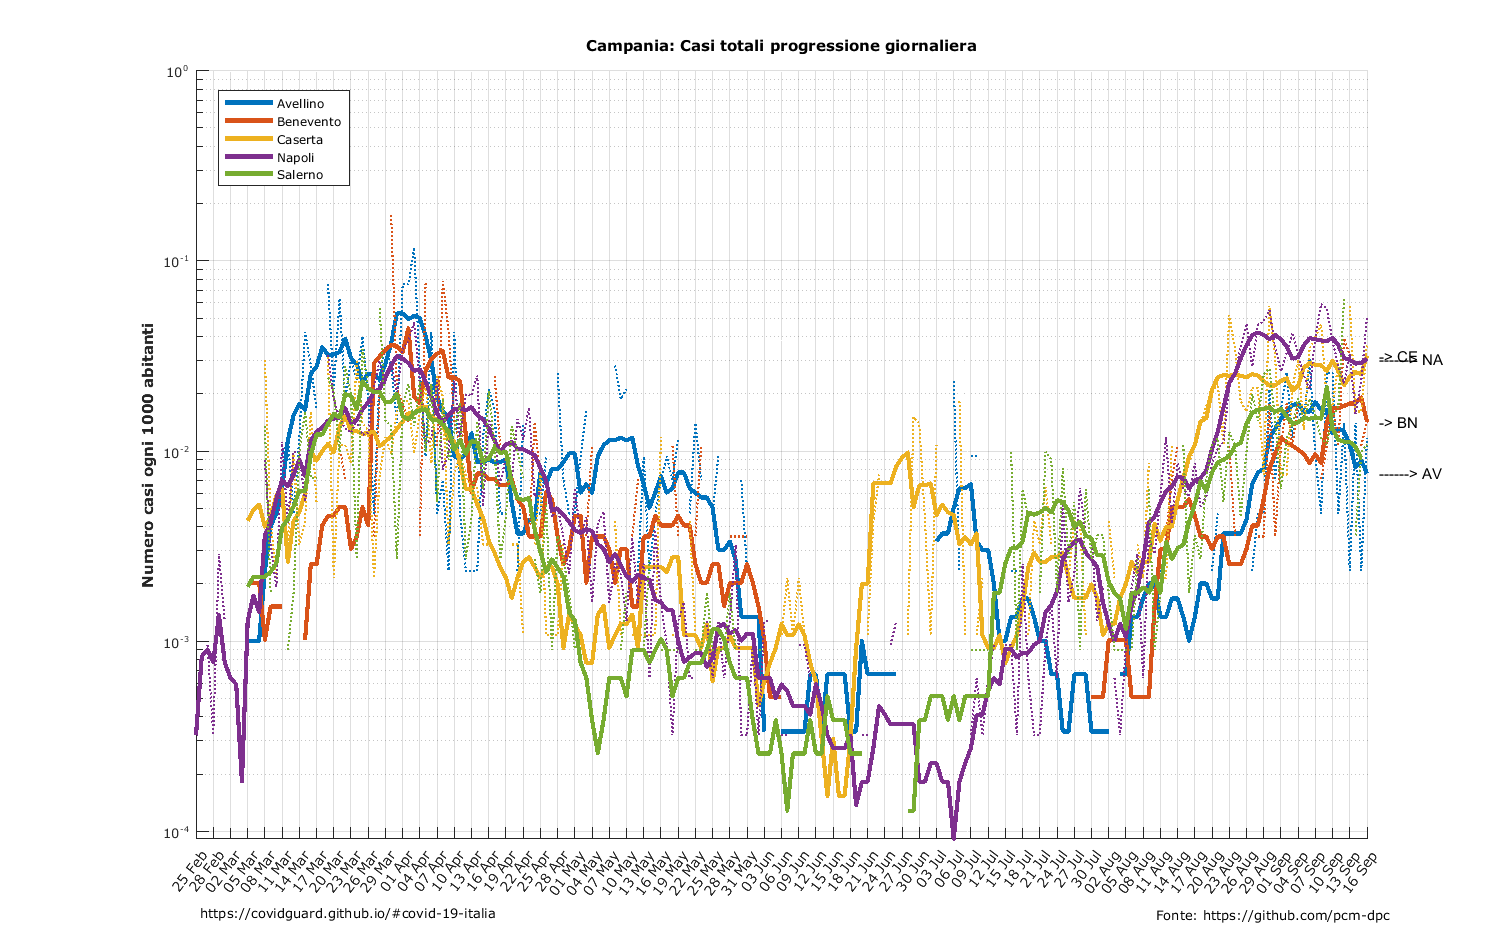 Campania: Casi totali progressione giornaliera
10^0
Avellino
Benevento
Caserta
Napoli
Salerno
10^-1
10^-2
10^-3
10^-4
Numero casi ogni 1000 abitanti
-> CE
------> NA
-> BN
------> AV
25 Feb
28 Feb
02 Mar
05 Mar
08 Mar
11 Mar
14 Mar
17 Mar
20 Mar
23 Mar
26 Mar
29 Mar
01 Apr
04 Apr
07 Apr
10 Apr
13 Apr
16 Apr
19 Apr
22 Apr
25 Apr
28 Apr
01 May
04 May
07 May
10 May
13 May
16 May
19 May
22 May
25 May
28 May
31 May
03 Jun
06 Jun
09 Jun
12 Jun
15 Jun
18 Jun
21 Jun
24 Jun
27 Jun
30 Jun
03 Jul
06 Jul
09 Jul
12 Jul
15 Jul
18 Jul
21 Jul
24 Jul
27 Jul
30 Jul
02 Aug
05 Aug
08 Aug
11 Aug
14 Aug
17 Aug
20 Aug
23 Aug
26 Aug
29 Aug
01 Sep
04 Sep
07 Sep
10 Sep
13 Sep
16 Sep
https://covidguard.github.io/#covid-19-italia
Fonte: https://github.com/pcm-dpc